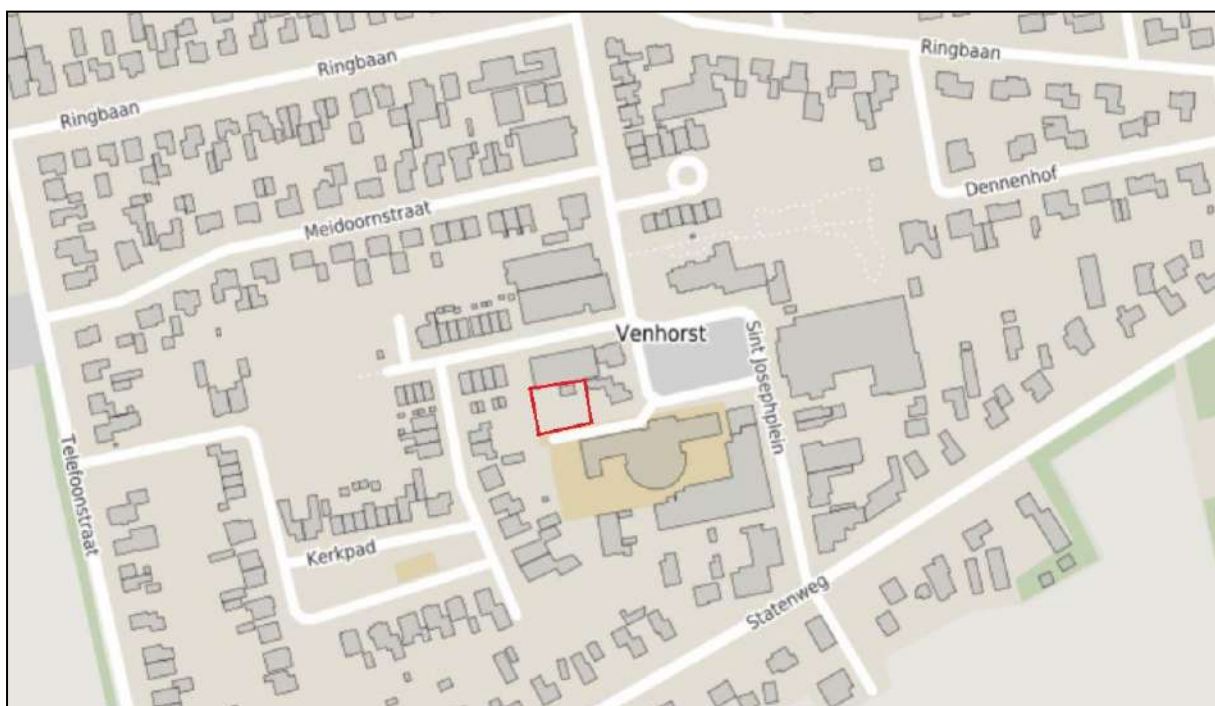 Ringbaan
Ringbaan
Ringbaan
Dennenhof
Meidoornstraat
Venhorst
Sint Josephplein
Telefoonstraat
Kerkpad
Statenweg